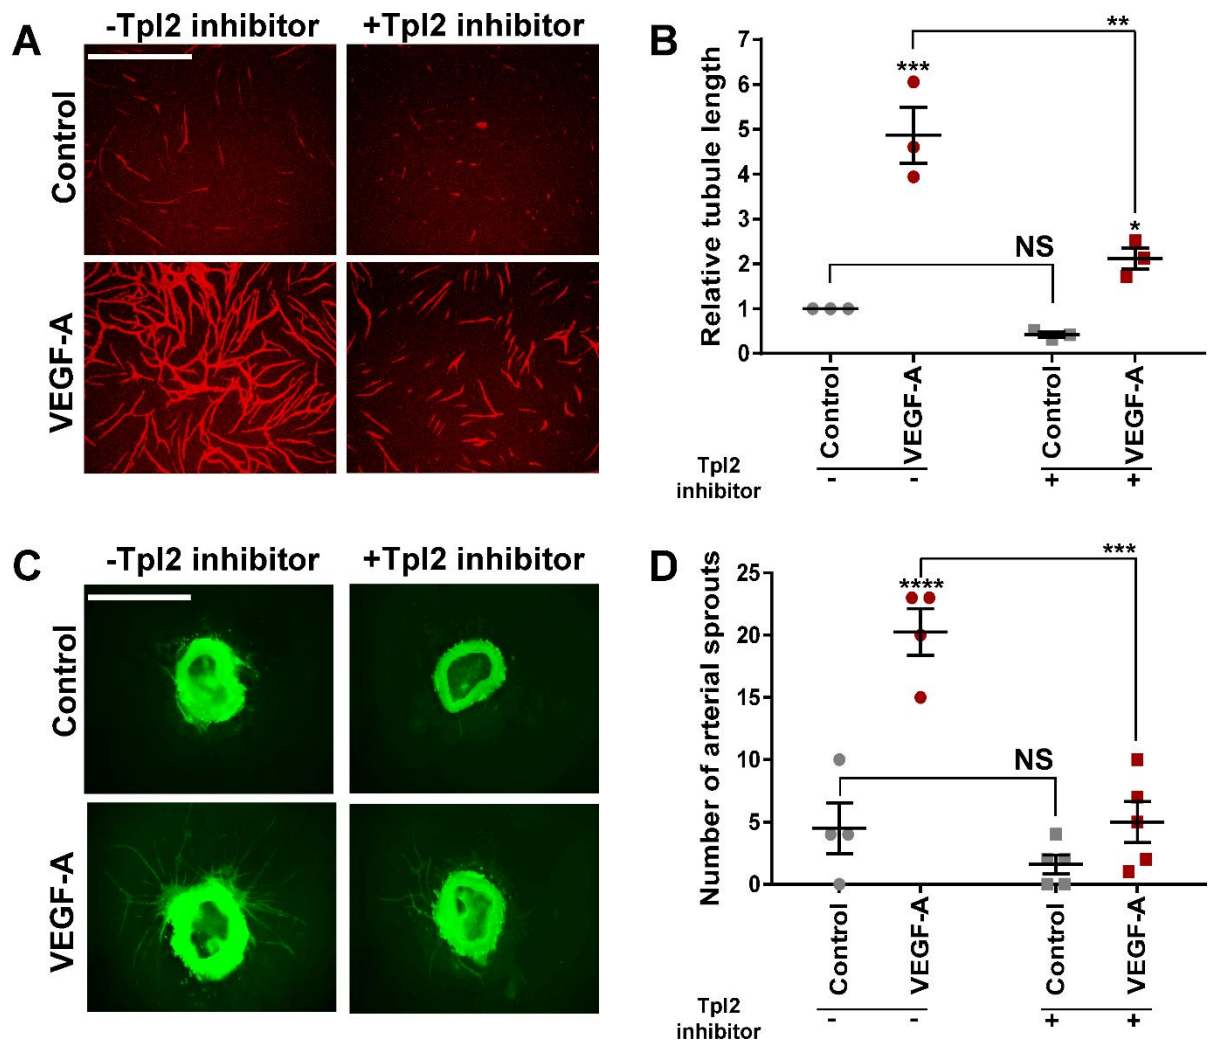 A
-Tpl2 inhibitor
+Tpl2 inhibitor
Control
VEGF-A
B
Relative tubule length
7
6
5
4
3
2
1
0
***
**
NS
*
Control
VEGF-A
Control
VEGF-A
Tpl2
inhibitor
- - + +
C
-Tpl2 inhibitor
+Tpl2 inhibitor
Control
VEGF-A
D
Number of arterial sprouts
25
20
15
10
5
0
****
***
NS
Control
VEGF-A
Control
VEGF-A
Tpl2
inhibitor
- - + +